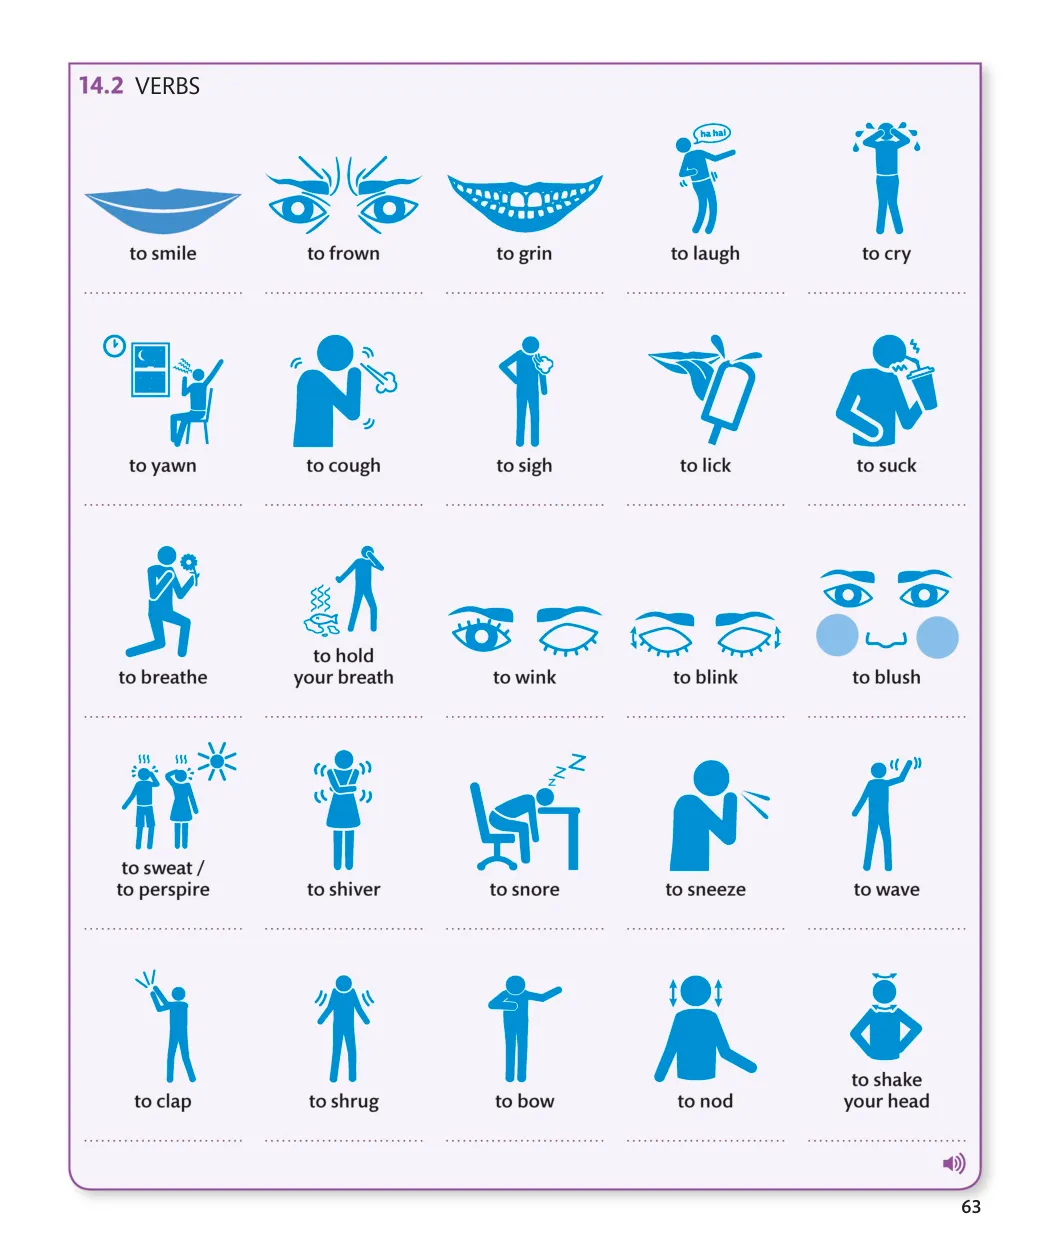 14.2 VERBS
ha ha!
to smile
to frown
to grin
to laugh
to cry
to yawn
to cough
to sigh
to lick
to suck
to breathe
to hold
your breath
to wink
to blink
to blush
to sweat /
to perspire
to shiver
z z Z
to snore
to sneeze
to wave
to clap
to shrug
to bow
to nod
to shake
your head
63